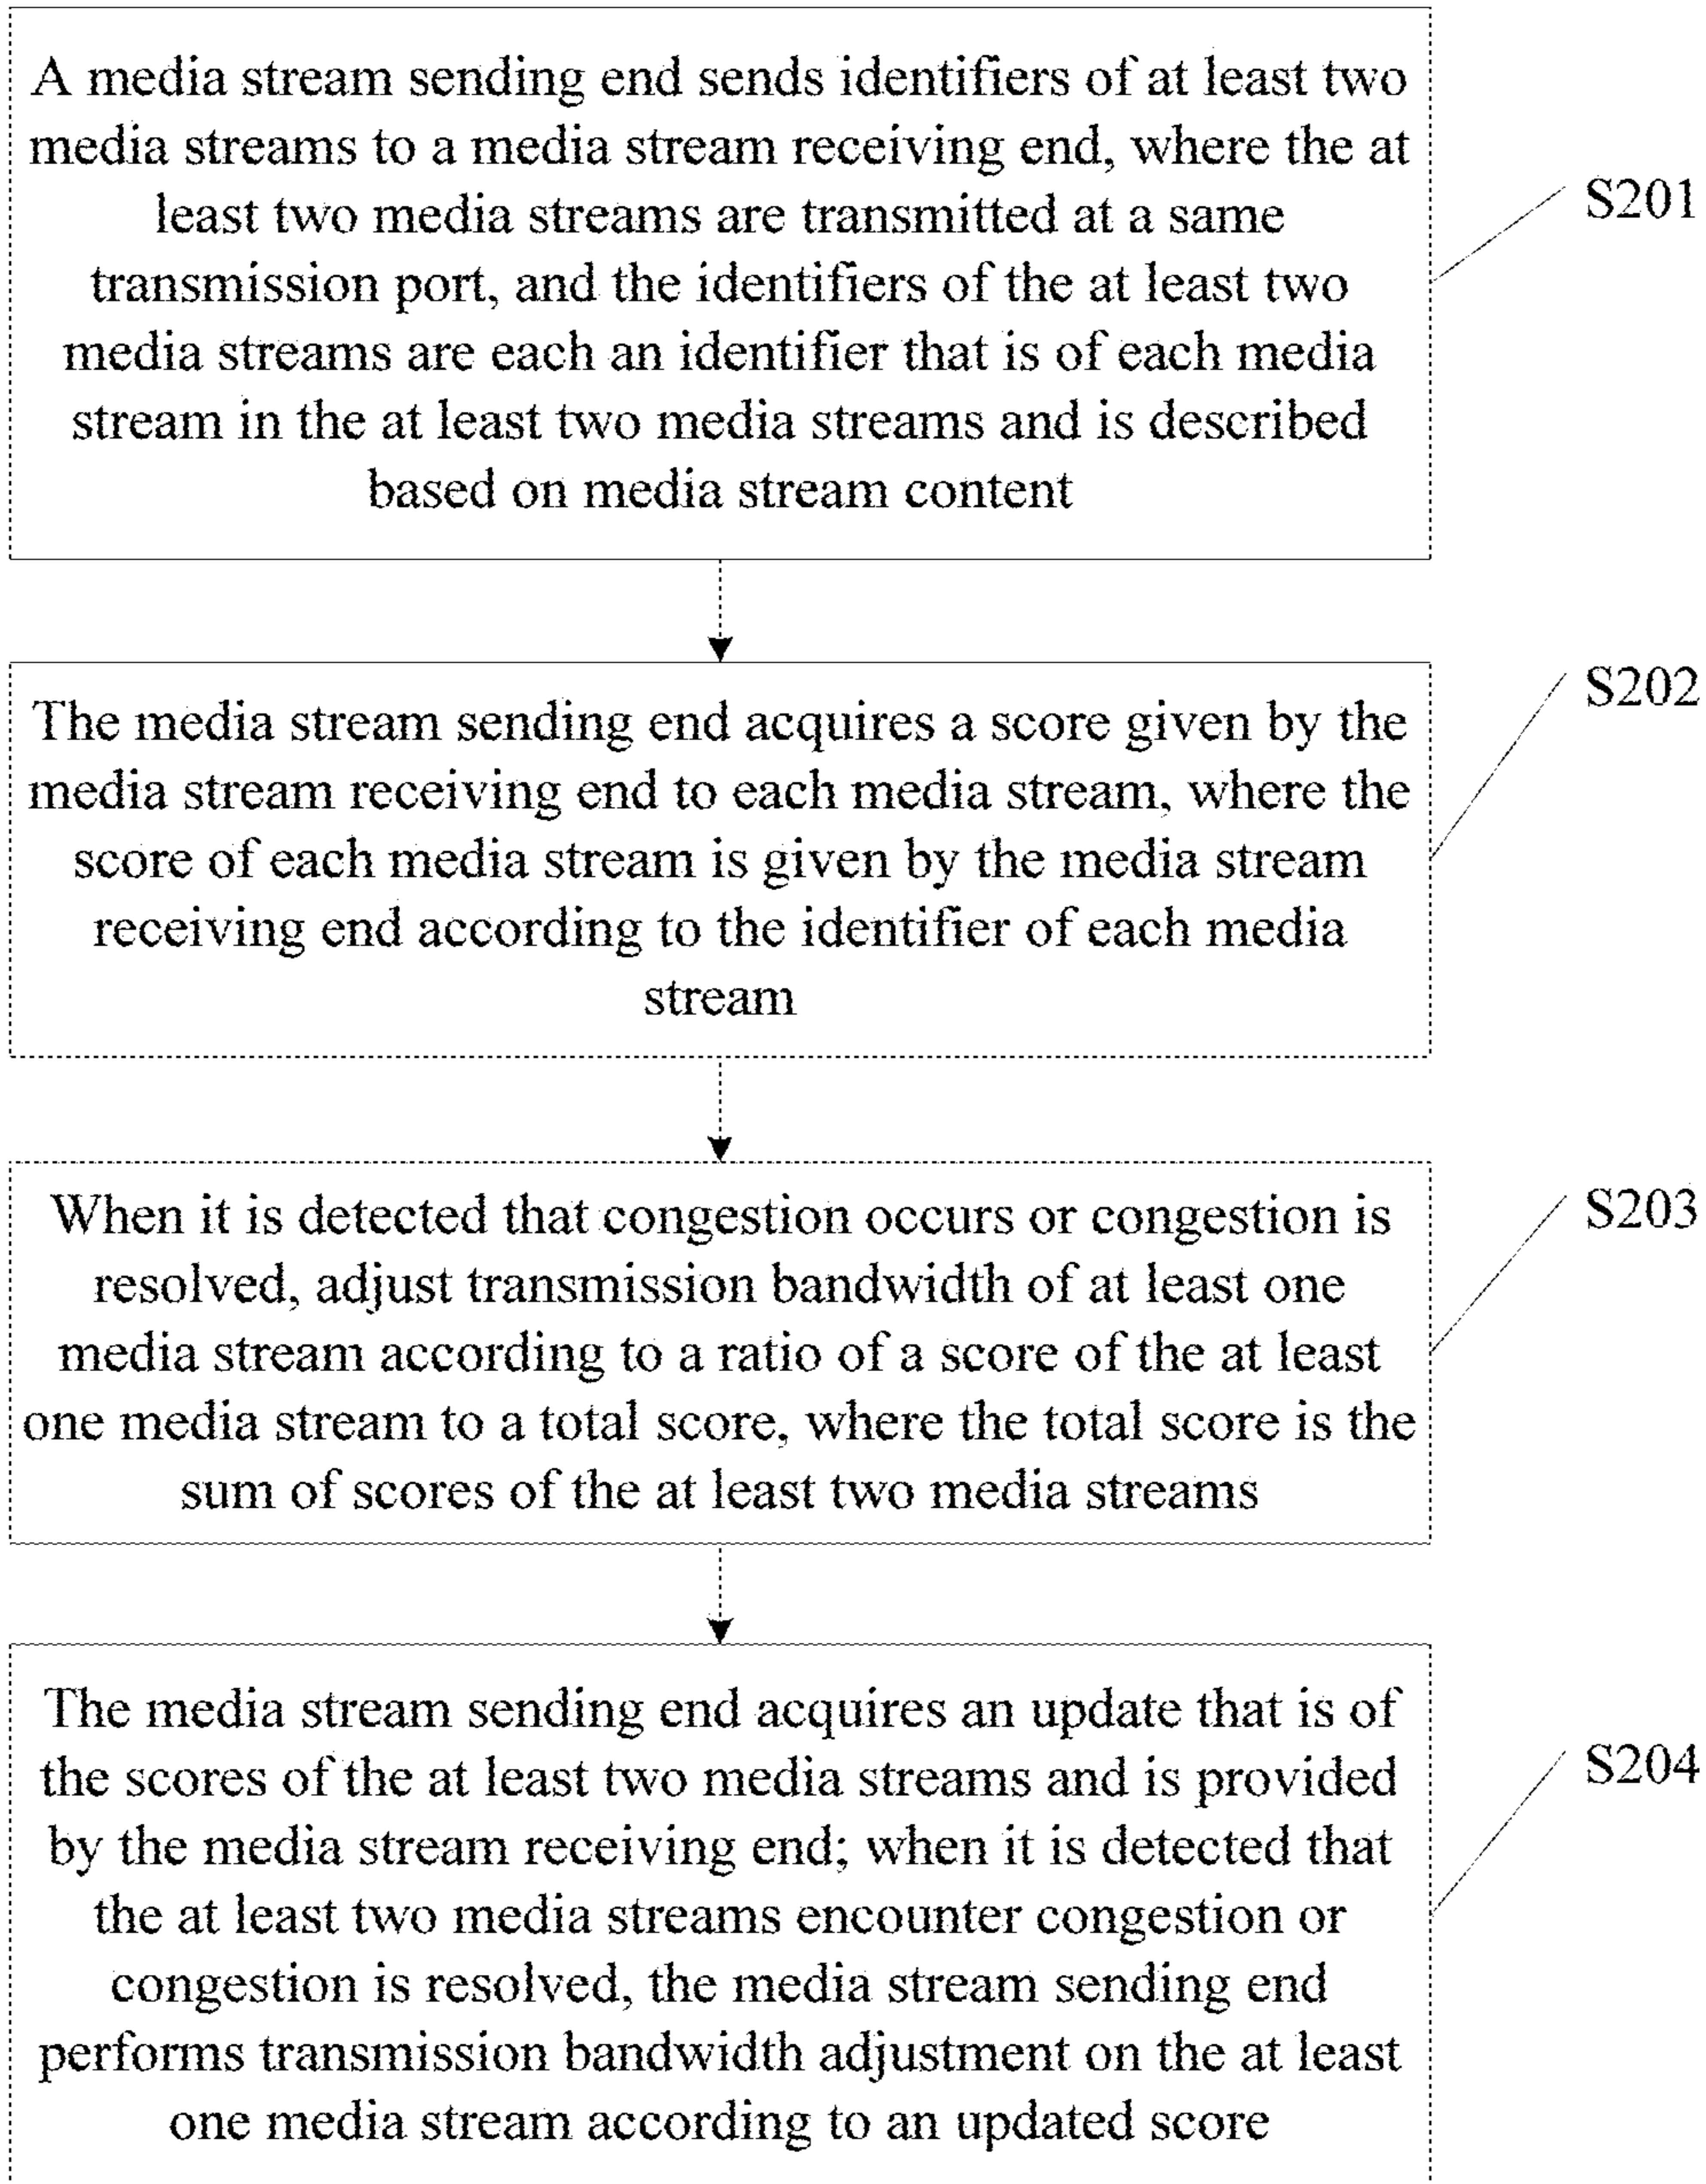 A media stream sending end sends identifiers of at least two
media streams to a media stream receiving end, where the at
least two media streams are transmitted at a same
transmission port, and the identifiers of the at least two
media streams are each an identifier that is of each media
stream in the at least two media streams and is described
based on media stream content
S201
The media stream sending end acquires a score given by the
media stream receiving end to each media stream, where the
score of each media stream is given by the media stream
receiving end according to the identifier of each media
stream
S202
When it is detected that congestion occurs or congestion is
resolved, adjust transmission bandwidth of at least one
media stream according to a ratio of a score of the at least
one media stream to a total score, where the total score is the
sum of scores of the at least two media streams
S203
The media stream sending end acquires an update that is of
the scores of the at least two media streams and is provided
by the media stream receiving end; when it is detected that
the at least two media streams encounter congestion or
congestion is resolved, the media stream sending end
performs transmission bandwidth adjustment on the at least
one media stream according to an updated score
S204